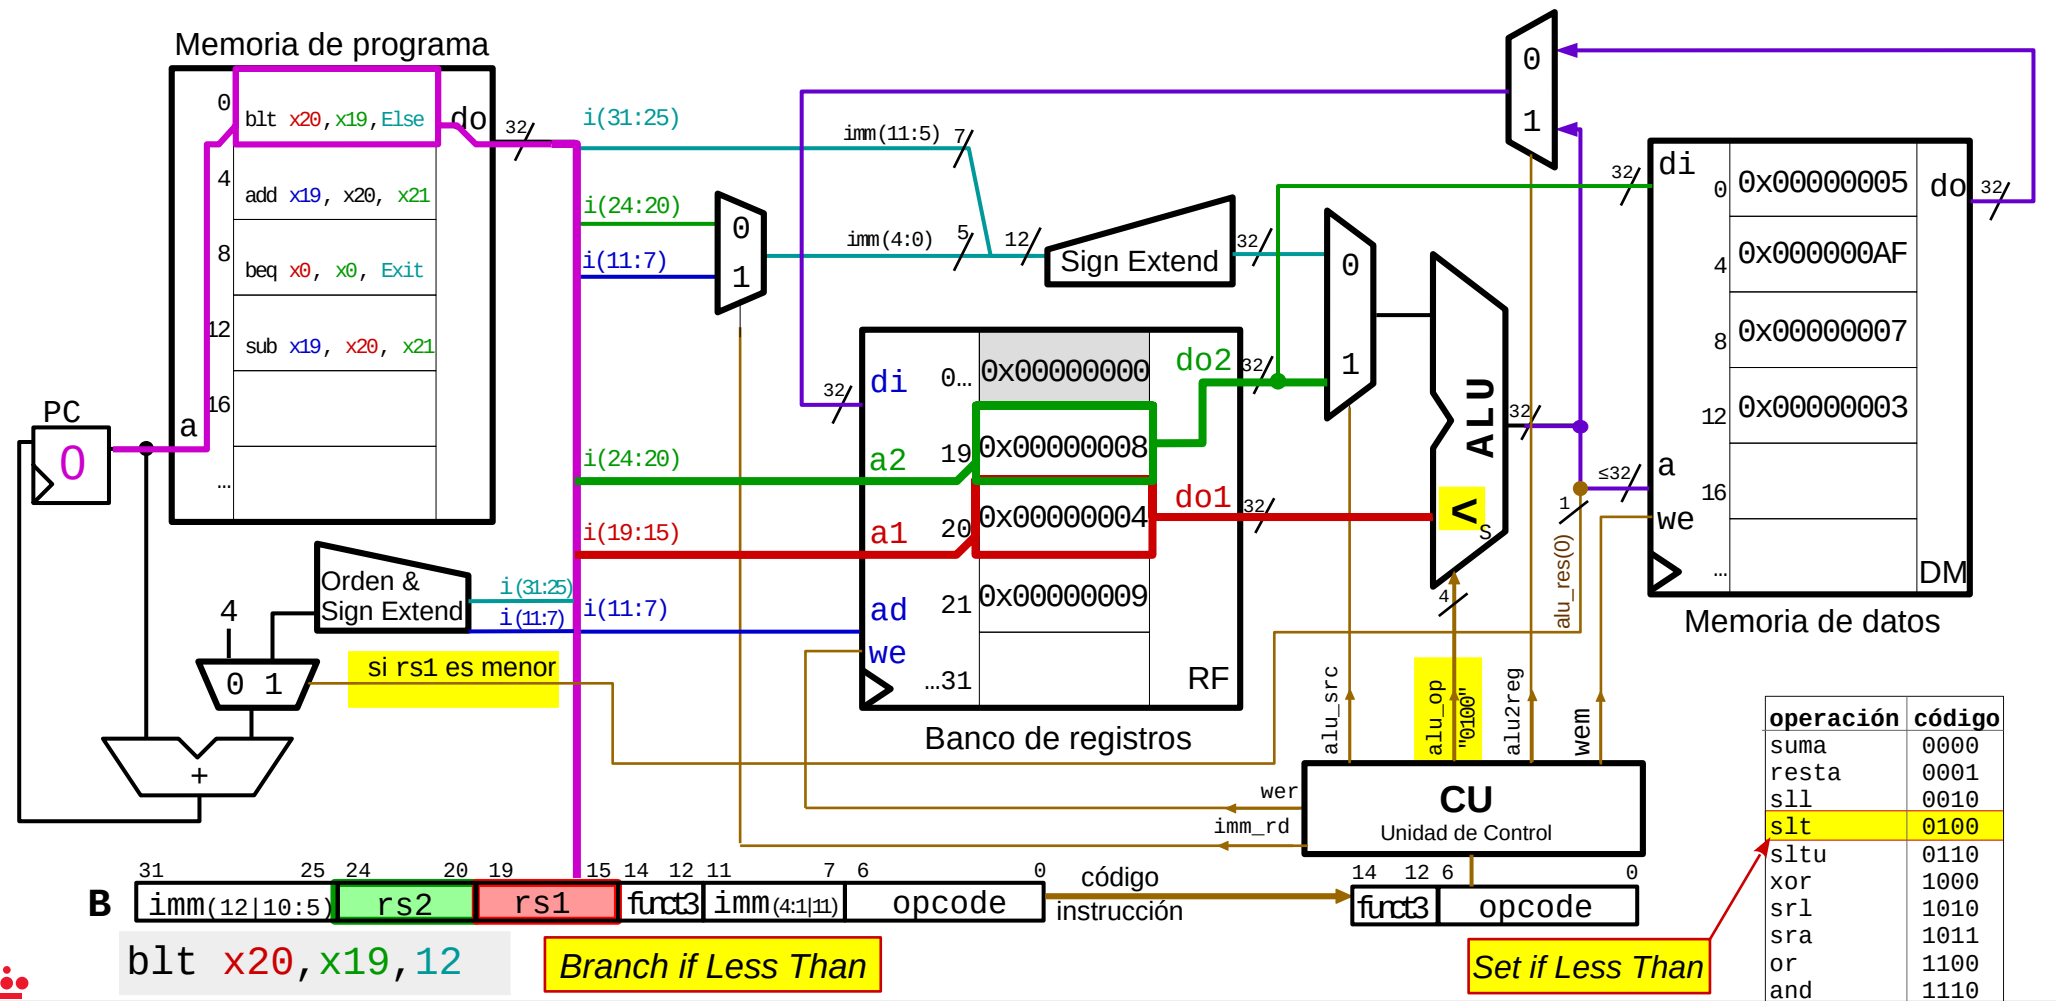 Memoria de programa
0
blt x20,x19,Else
do
32
4
add x19, x20, x21
8
beq x0, x0, Exit
12
sub x19, x20, x21
16
...
a
PC
0
i(31:25)
imm(11:5)
7
i(24:20)
0
imm(4:0)
5
12
Sign Extend
32
i(11:7)
1
0
1
0
1
ALU
<
S
32
4
di
32
0
0x00000005
do
32
4
0x000000AF
8
0x00000007
12
0x00000003
a
≤32
16
we
...
DM
Memoria de datos
1
alu_res(0)
di
32
0...
0x00000000
do2
32
i(24:20)
a2
19
0x00000008
i(19:15)
a1
20
0x00000004
do1
32
i(11:7)
ad
21
0x00000009
we
...31
RF
Banco de registros
Orden &
Sign Extend
i(31:25)
i(11:7)
4
0 1
si rs1 es menor
+
alu_src
alu_op
"0100"
alu2reg
wem
wer
imm_rd
CU
Unidad de Control
operación código
suma 0000
resta 0001
sll 0010
slt 0100
sltu 0110
xor 1000
srl 1010
sra 1011
or 1100
and 1110
31 25 24 20 19 15 14 12 11 7 6 0
B imm(12|10:5) rs2 rs1 funct3 imm(4:1|11) opcode
código
instrucción
14 12 6 0
funct3 opcode
blt x20,x19,12
Branch if Less Than
Set if Less Than